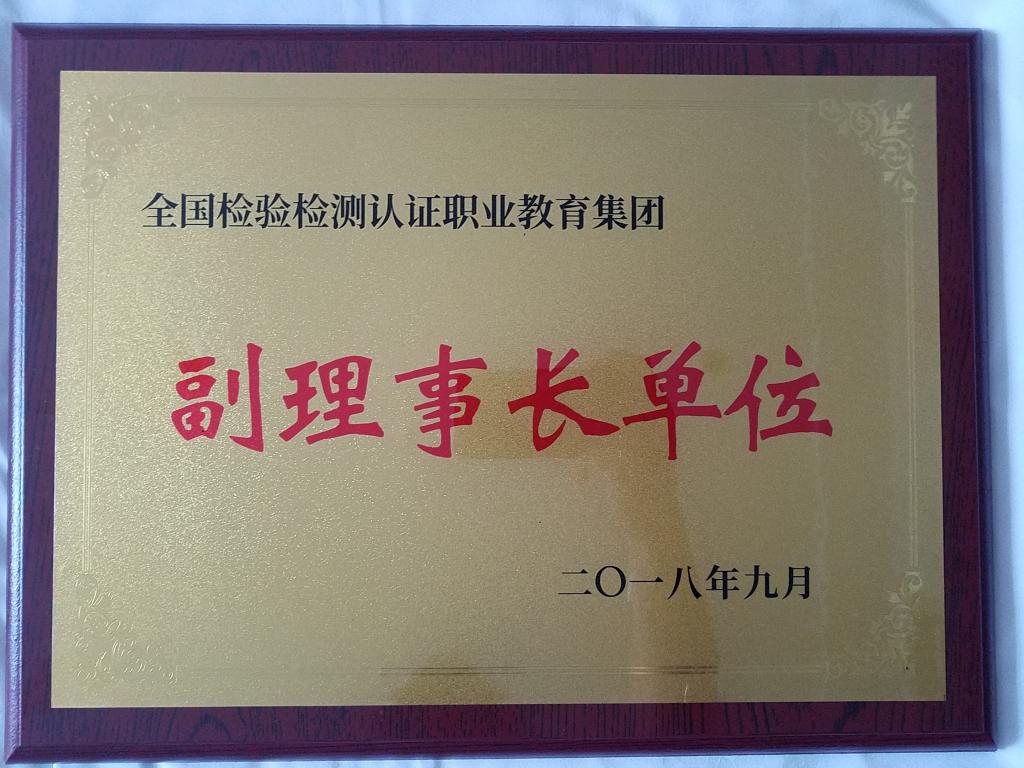 全国检验检测认证职业教育集团
副理事长单位
二〇一八年九月